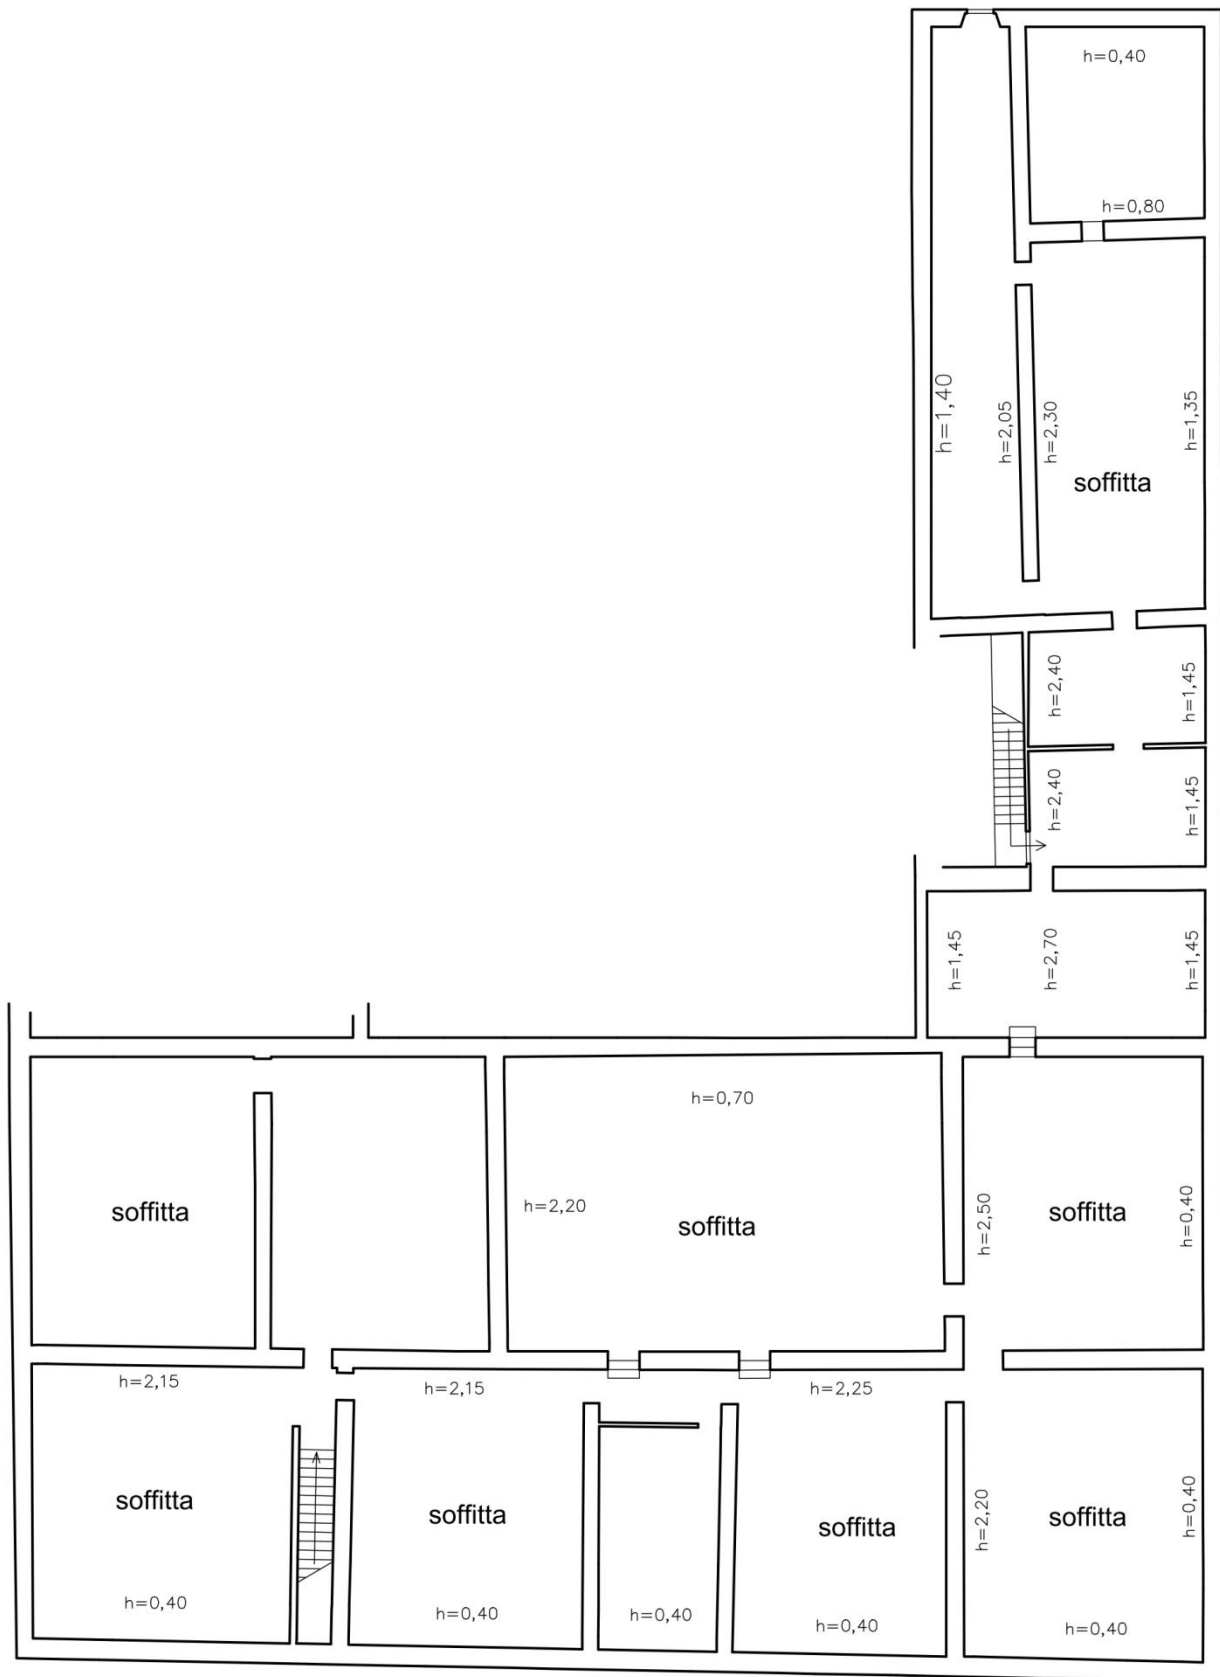 h=0,40
h=0,80
h=1,40
h=2,05
h=2,30
h=1,35
soffitta
h=2,40
h=1,45
h=2,40
h=1,45
h=1,45
h=2,70
h=1,45
h=0,70
h=2,20
soffitta
soffitta
h=2,50
soffitta
h=0,40
h=2,15
h=2,15
h=2,25
soffitta
soffitta
soffitta
h=2,20
soffitta
h=0,40
h=0,40
h=0,40
h=0,40
h=0,40
h=0,40